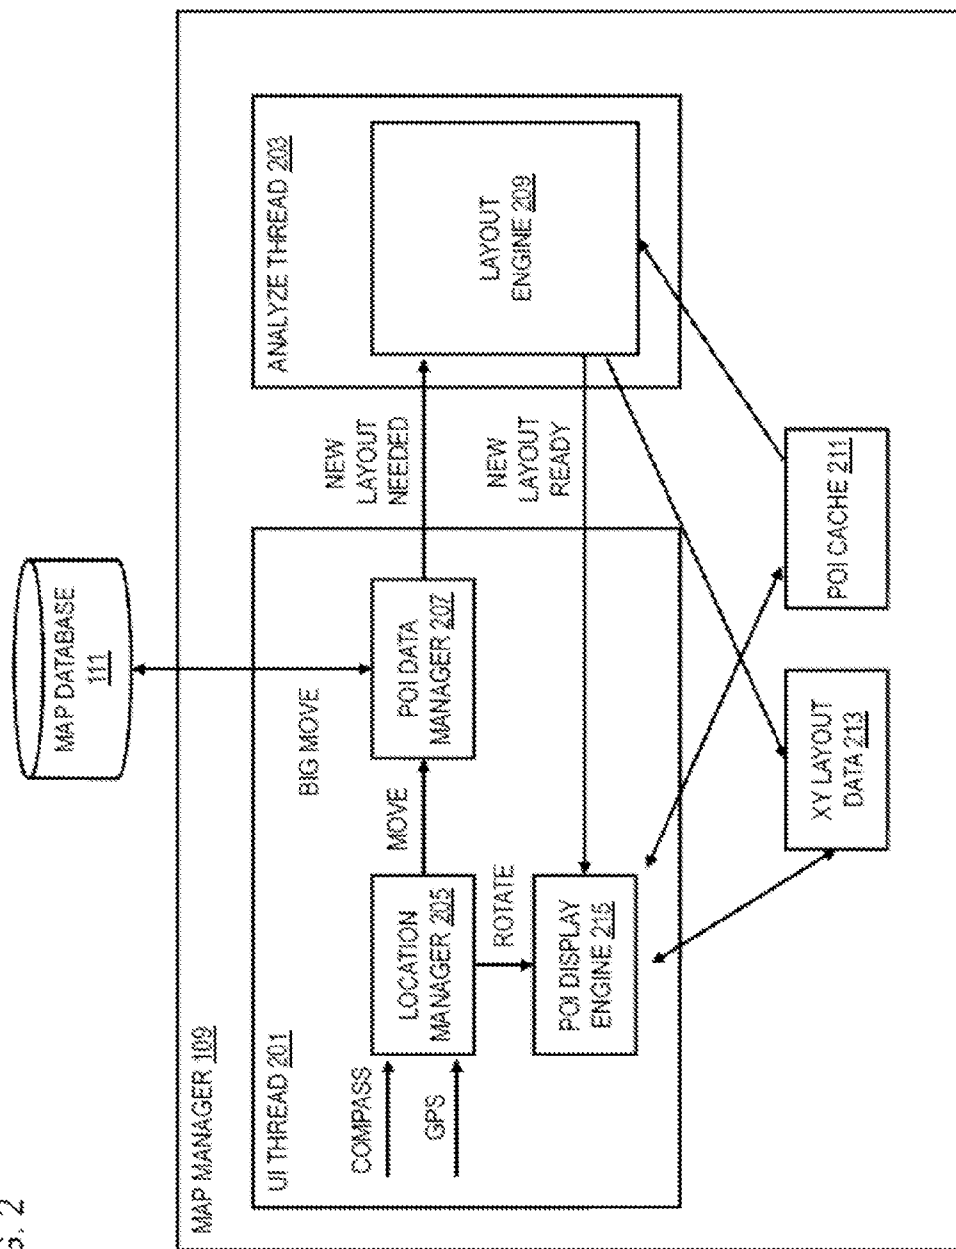 MAP DATABASE
111
MAP MANAGER 109
UI THREAD 201
COMPASS
GPS
LOCATION
MANAGER 205
MOVE
BIG MOVE
POI DATA
MANAGER 207
ROTATE
POI DISPLAY
ENGINE 215
NEW
LAYOUT
NEEDED
NEW
LAYOUT
READY
ANALYZE THREAD 203
LAYOUT
ENGINE 209
XY LAYOUT
DATA 213
POI CACHE 211
G. 2